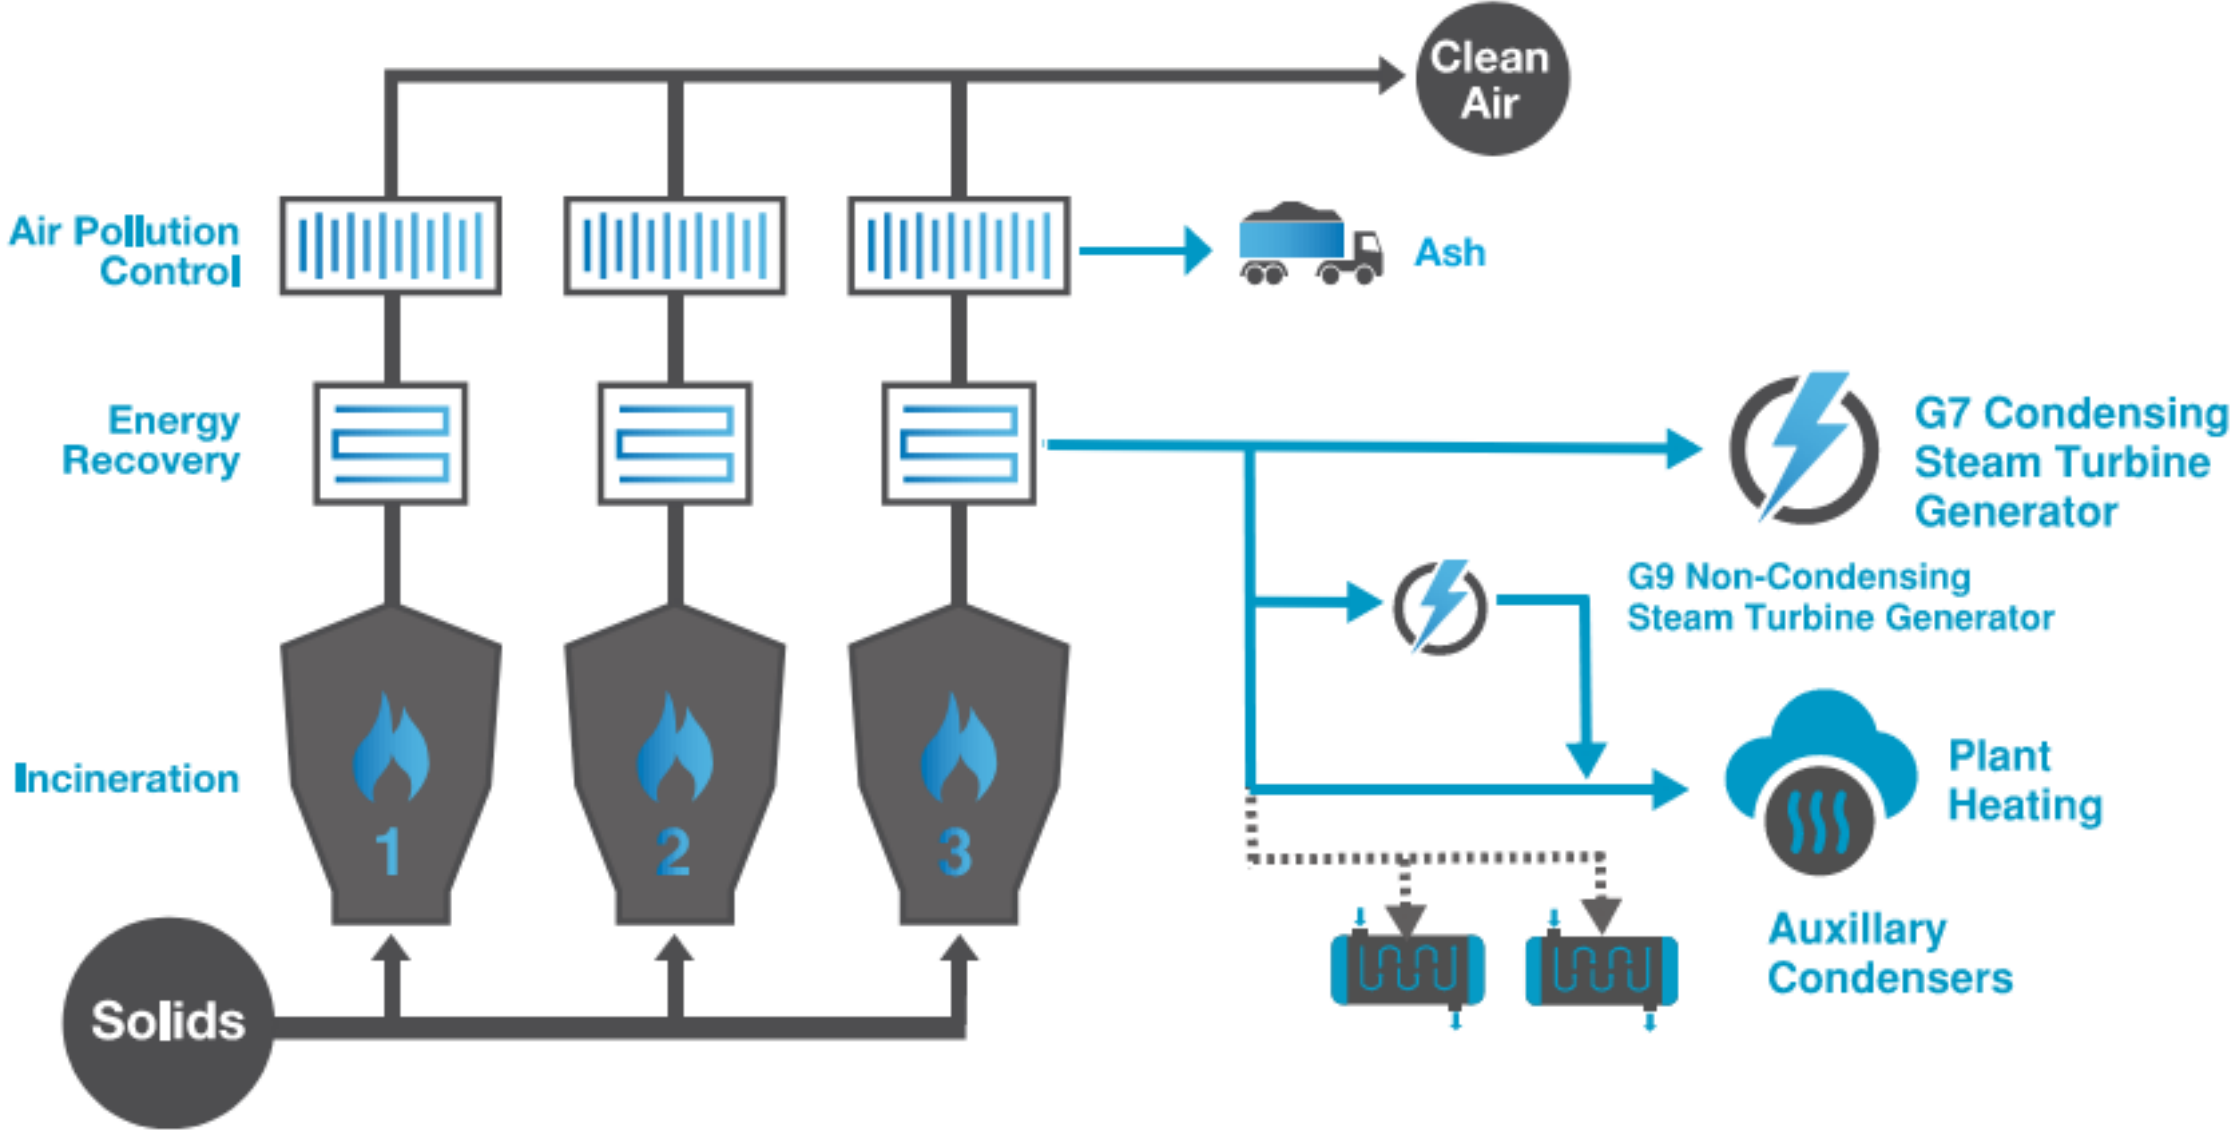 Clean
Air
Air Pollution
Control
Ash
Energy
Recovery
G7 Condensing
Steam Turbine
Generator
G9 Non-Condensing
Steam Turbine Generator
Incineration
1
2
3
Plant
Heating
Auxillary
Condensers
Solids